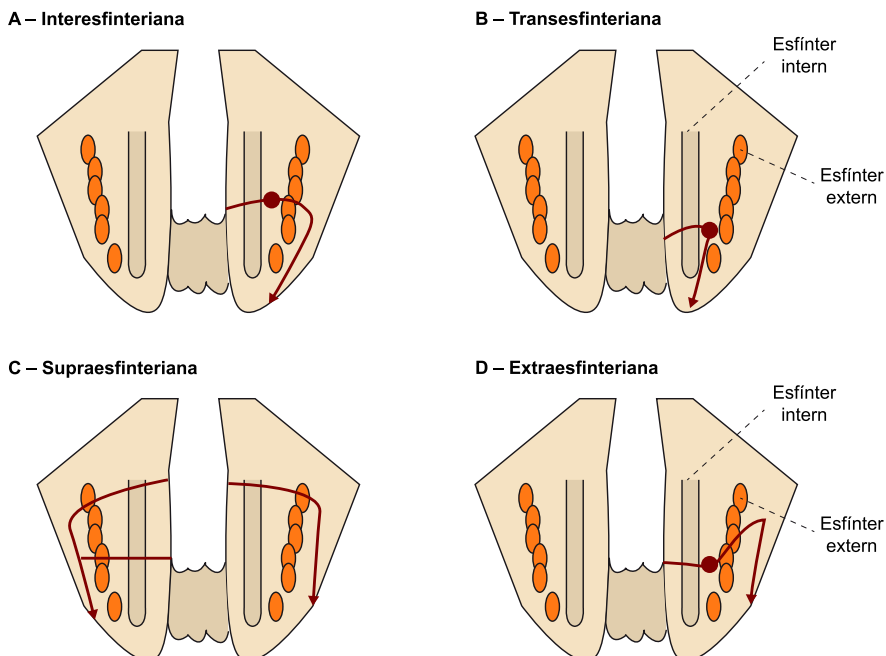 A – Interesfinteriana
B – Transesfinteriana
Esfínter
intern
Esfínter
extern
C – Supraesfinteriana
D – Extraesfinteriana
Esfínter
intern
Esfínter
extern